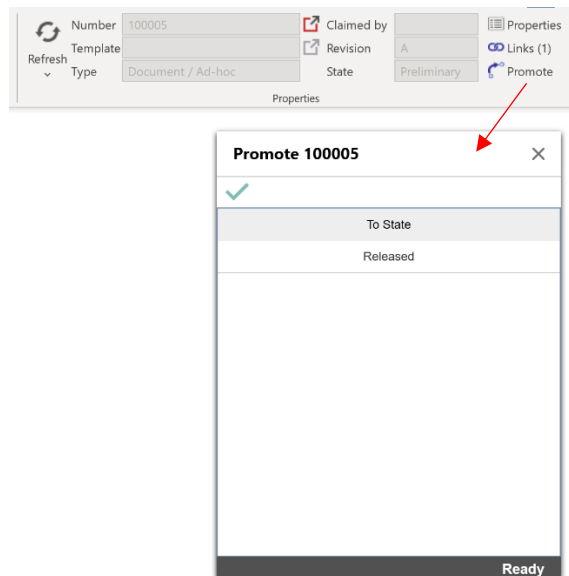 Number 100005 Claimed by Properties
Template Revision A Links (1)
Refresh
Type Document / Ad-hoc State Preliminary Promote
Properties
Promote 100005
To State
Released
Ready